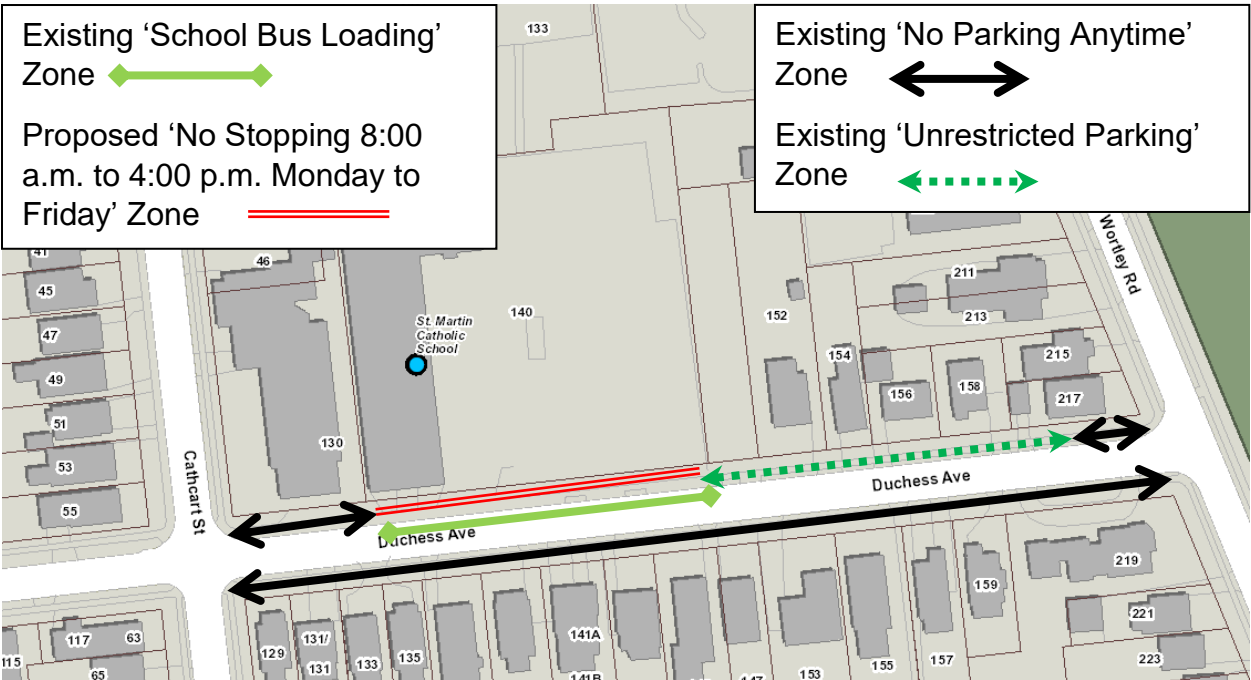 Existing ‘School Bus Loading’
Zone
Proposed ‘No Stopping 8:00
a.m. to 4:00 p.m. Monday to
Friday’ Zone
Existing ‘No Parking Anytime’
Zone
Existing ‘Unrestricted Parking’
Zone
133
Wortley Rd
41
45
47
49
51
53
55
46
St. Martin
Catholic
School
140
130
152
154
156
158
211
213
215
217
Cathcart St
Duchess Ave
Duchess Ave
115
117
63
65
129
131/
131
133
135
141A
141B
147
153
155
157
159
219
221
223